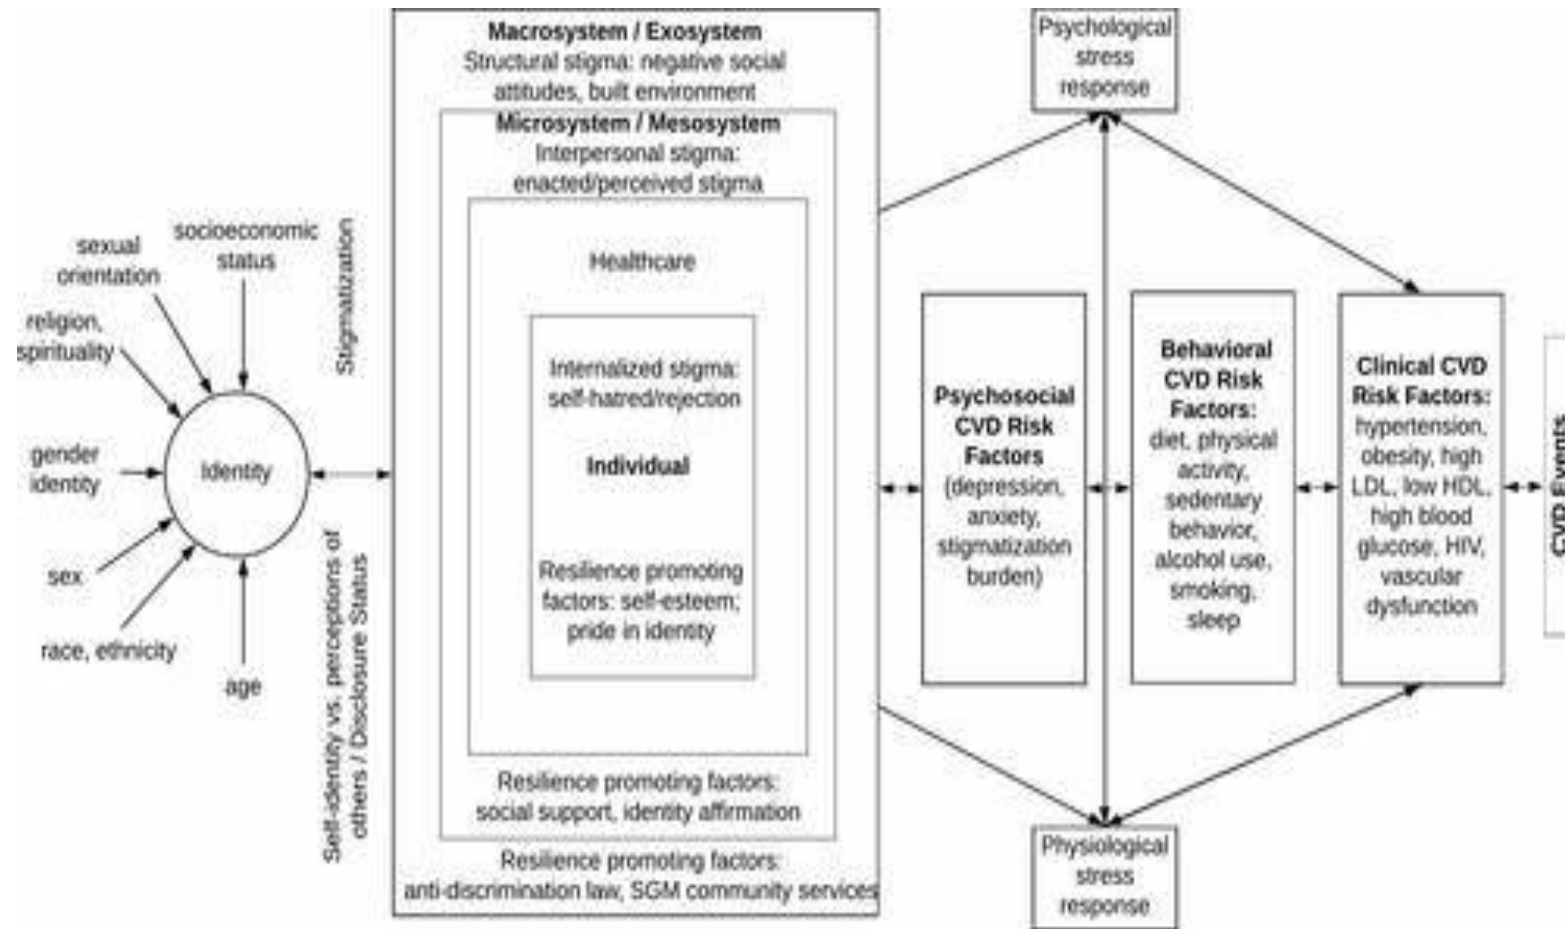 Macrosystem / Exosystem
Structural stigma: negative social
attitudes, built environment
Microsystem / Mesosystem
Interpersonal stigma:
enacted/perceived stigma
Healthcare
Internalized stigma:
self-hatred/rejection
Individual
Resilience promoting
factors: self-esteem;
pride in identity
Resilience promoting factors:
social support, identity affirmation
Resilience promoting factors:
anti-discrimination law, SGM community services
socioeconomic
status
sexual
orientation
religion,
spirituality
gender
identity
sex
race, ethnicity
age
Identity
Stigmatization
Self-identity vs. perceptions of
others / Disclosure Status
Psychological
stress
response
Psychosocial
CVD Risk
Factors
(depression,
anxiety,
stigmatization
burden)
Behavioral
CVD Risk
Factors:
diet, physical
activity,
sedentary
behavior,
alcohol use,
smoking,
sleep
Clinical CVD
Risk Factors:
hypertension,
obesity, high
LDL, low HDL,
high blood
glucose, HIV,
vascular
dysfunction
CVD Events
Physiological
stress
response